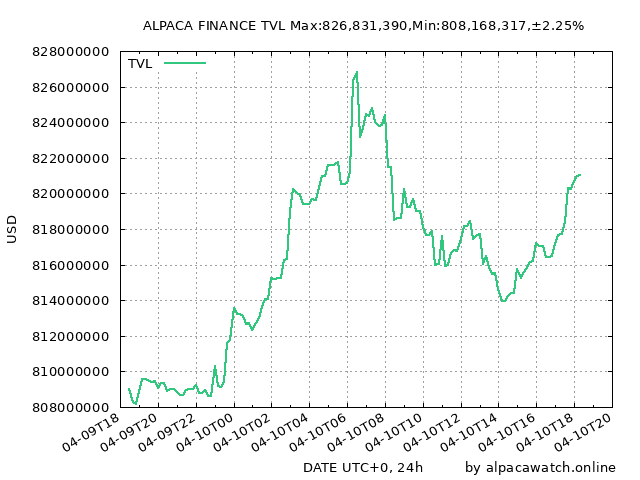 ALPACA FINANCE TVL Max:826,831,390,Min:808,168,317,±2.25%
828000000
TVL
826000000
824000000
822000000
820000000
818000000
816000000
814000000
812000000
810000000
808000000
USD
04-09T18
04-09T20
04-09T22
04-10T00
04-10T02
04-10T04
04-10T06
04-10T08
04-10T10
04-10T12
04-10T14
04-10T16
04-10T18
04-10T20
DATE UTC+0, 24h
by alpacawatch.online